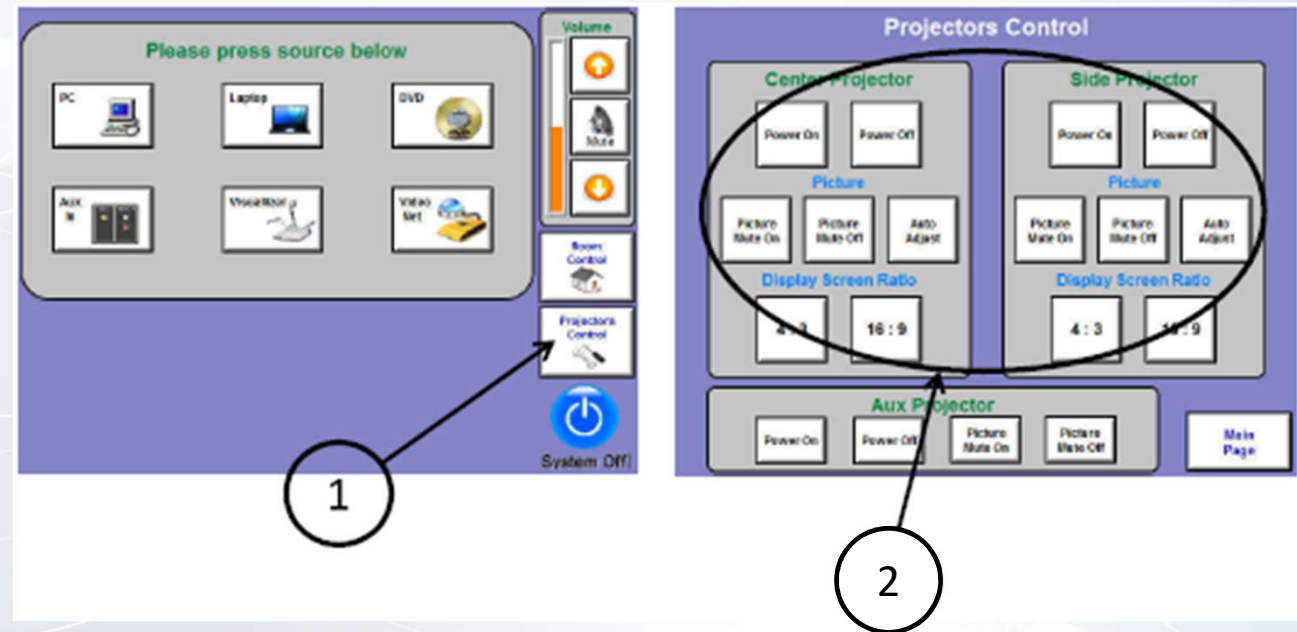 Please press source below
PC
Laptop
DVD
Aux
In
Visualizer
Video
Net
Volume
Mute
Room
Control
Projectors
Control
System Off
1
Projectors Control
Center Projector
Power On
Power Off
Picture
Picture
Mute On
Picture
Mute Off
Auto
Adjust
Display Screen Ratio
4 : 3
16 : 9
Side Projector
Power On
Power Off
Picture
Picture
Mute On
Picture
Mute Off
Auto
Adjust
Display Screen Ratio
4 : 3
16 : 9
Aux Projector
Power On
Power Off
Picture
Mute On
Picture
Mute Off
Main
Page
2